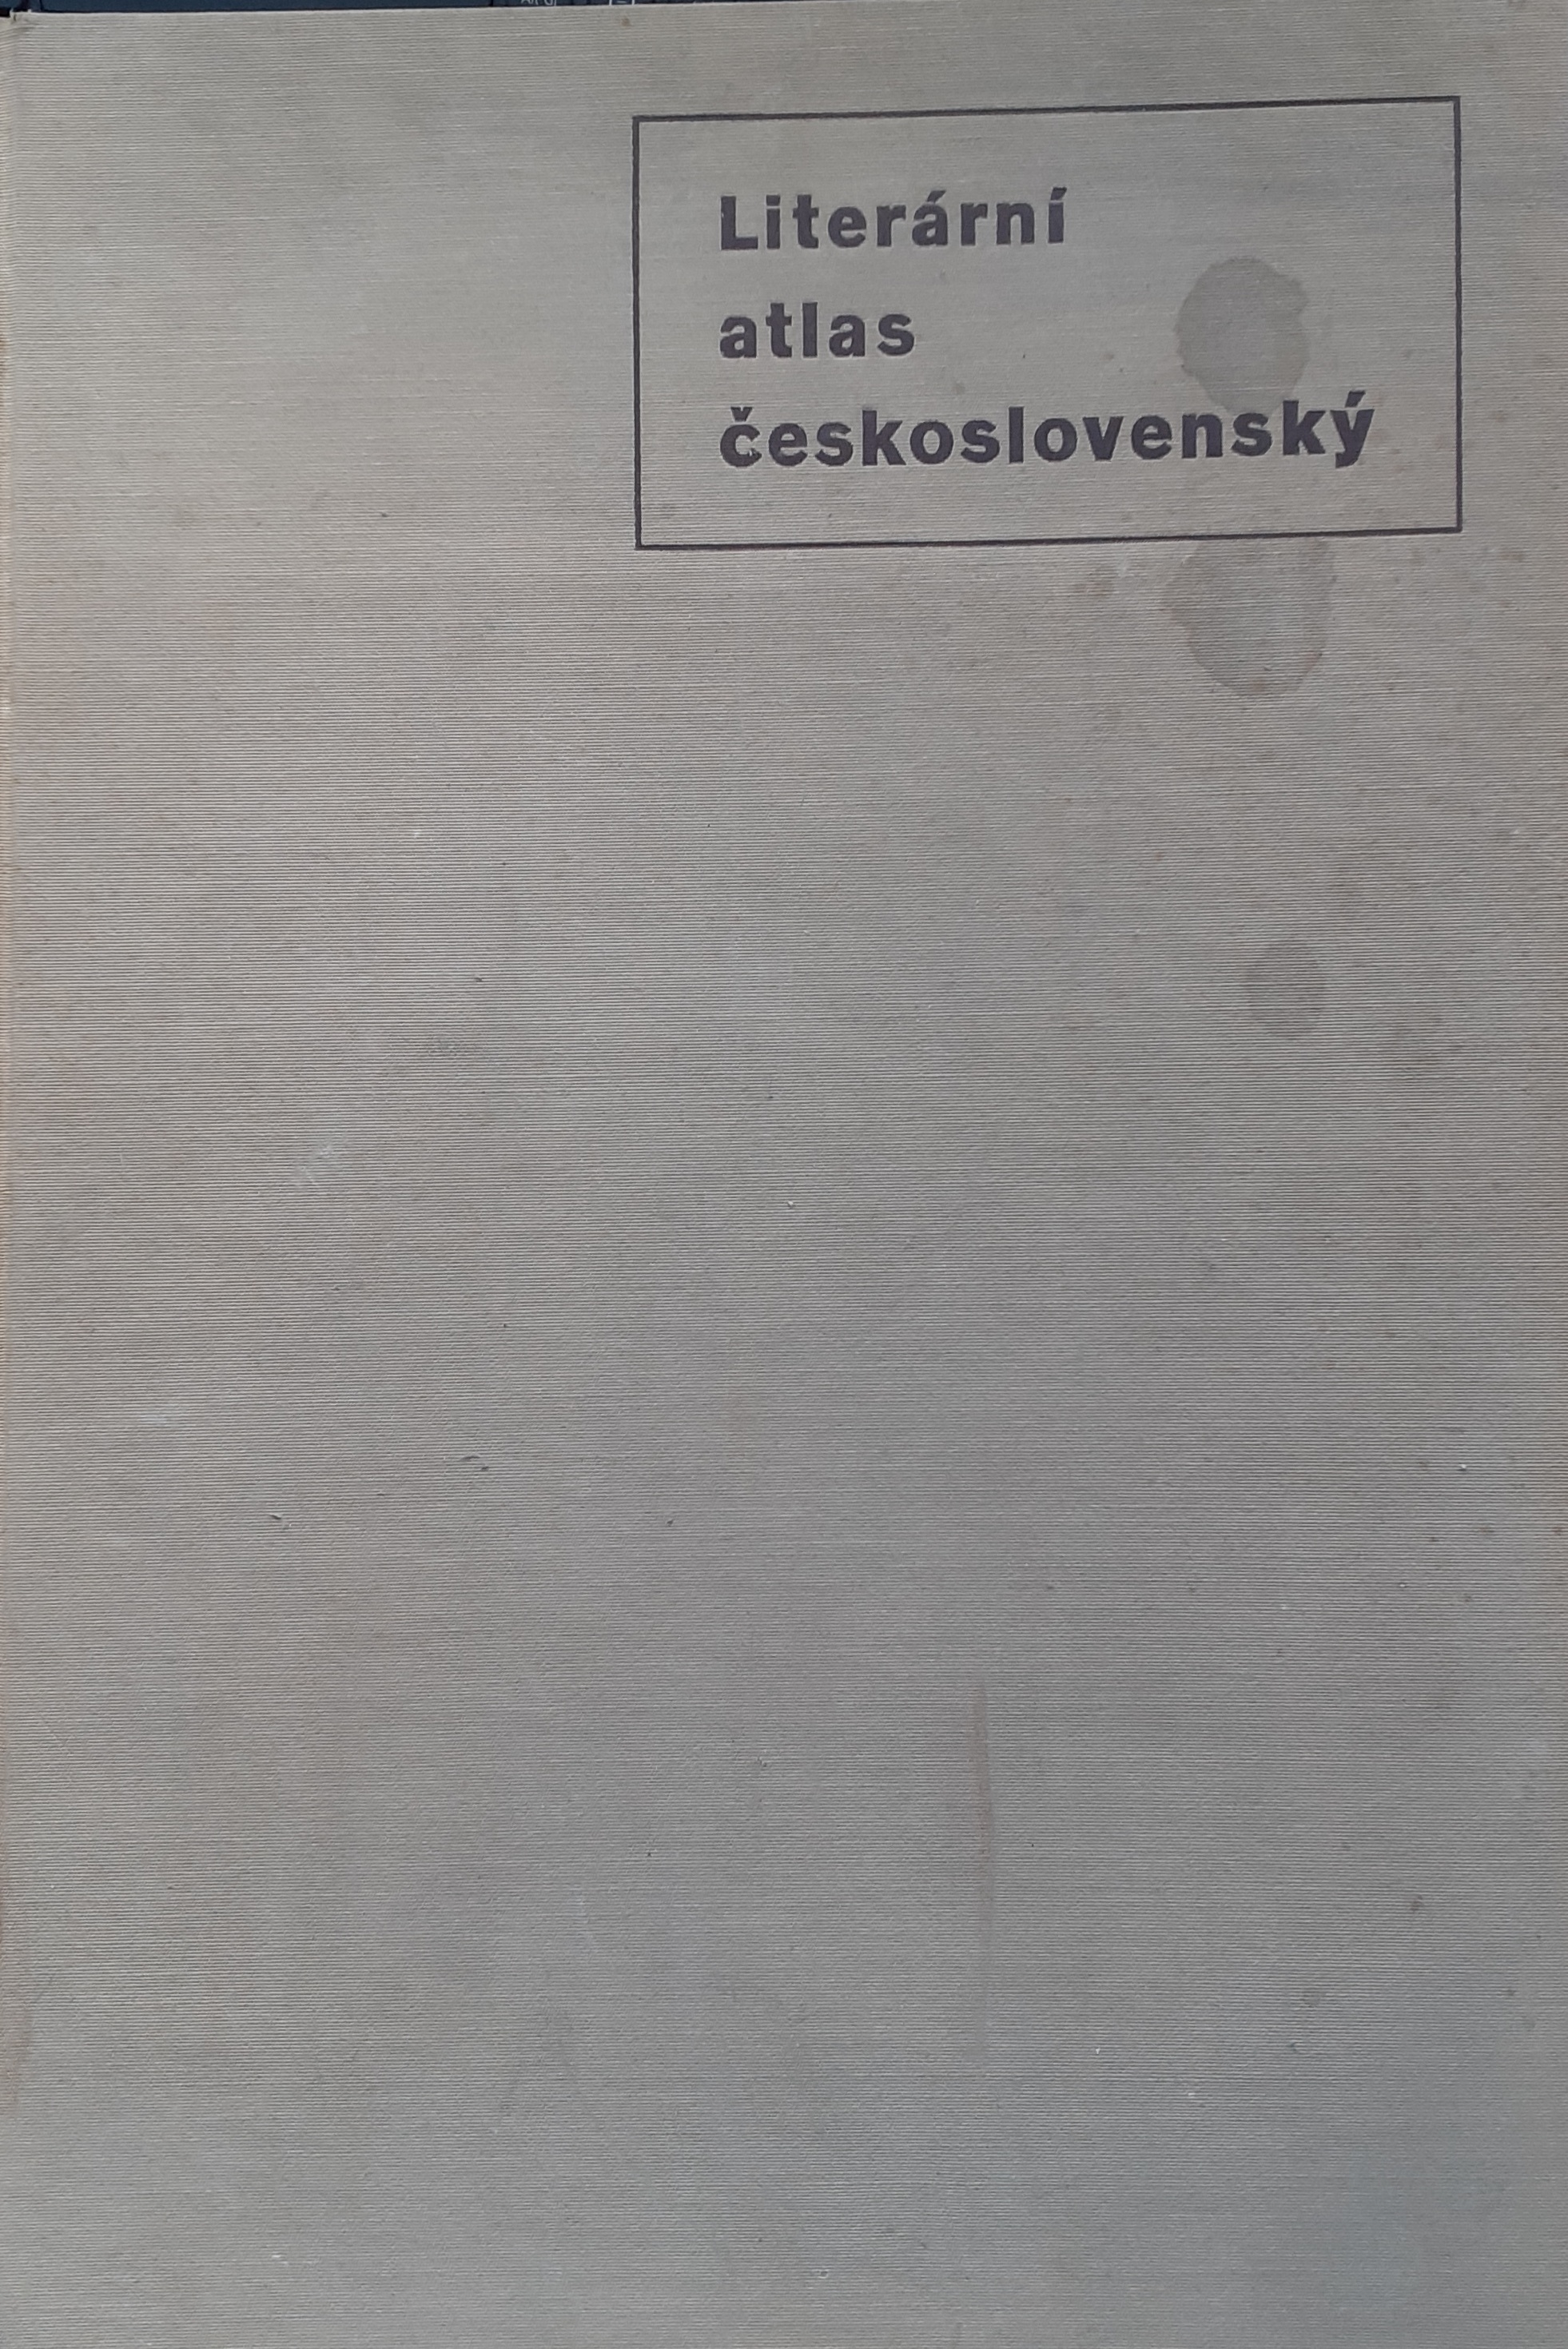 Literární
atlas
československý